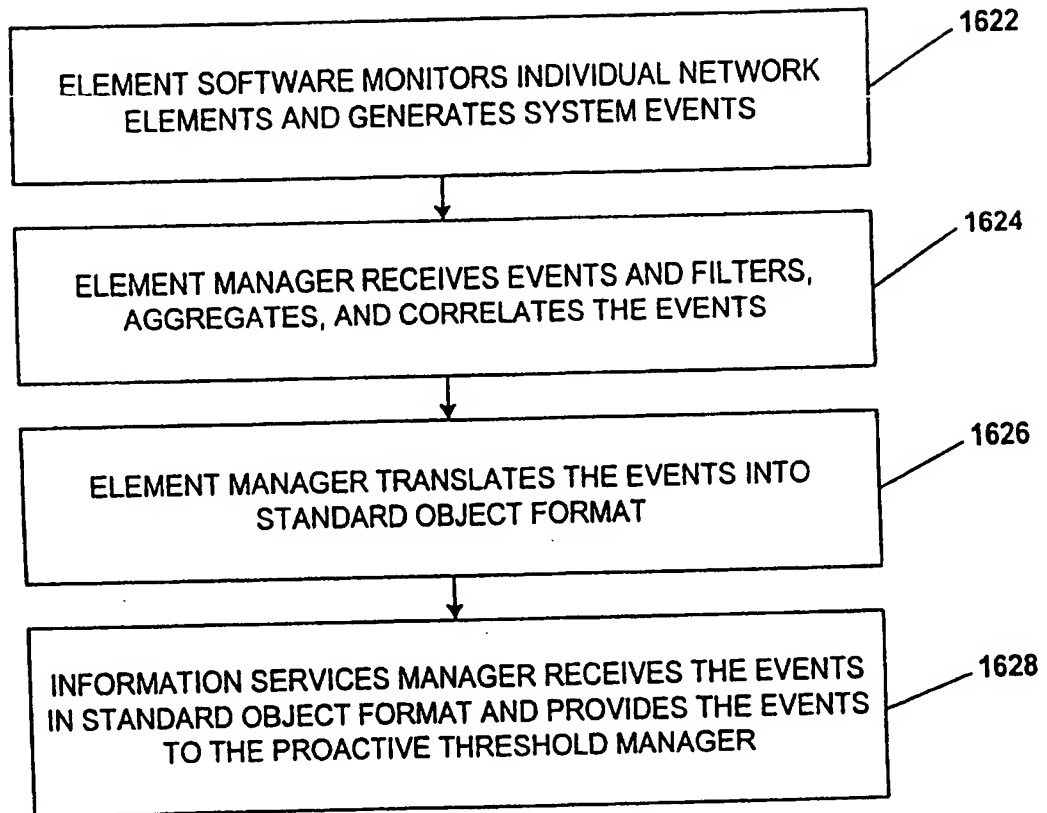 1622
ELEMENT SOFTWARE MONITORS INDIVIDUAL NETWORK
ELEMENTS AND GENERATES SYSTEM EVENTS
1624
ELEMENT MANAGER RECEIVES EVENTS AND FILTERS,
AGGREGATES, AND CORRELATES THE EVENTS
1626
ELEMENT MANAGER TRANSLATES THE EVENTS INTO
STANDARD OBJECT FORMAT
1628
INFORMATION SERVICES MANAGER RECEIVES THE EVENTS
IN STANDARD OBJECT FORMAT AND PROVIDES THE EVENTS
TO THE PROACTIVE THRESHOLD MANAGER